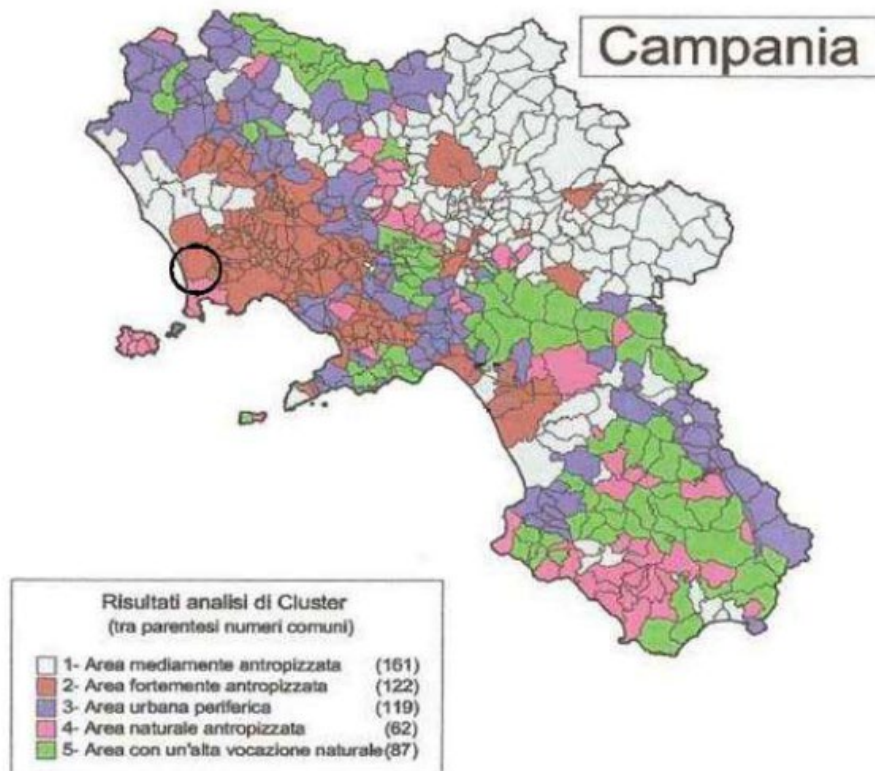 Campania
Risultati analisi di Cluster
(tra parentesi numeri comuni)
1- Area mediamente antropizzata (161)
2- Area fortemente antropizzata (122)
3- Area urbana periferica (119)
4- Area naturale antropizzata (62)
5- Area con un'alta vocazione naturale(87)